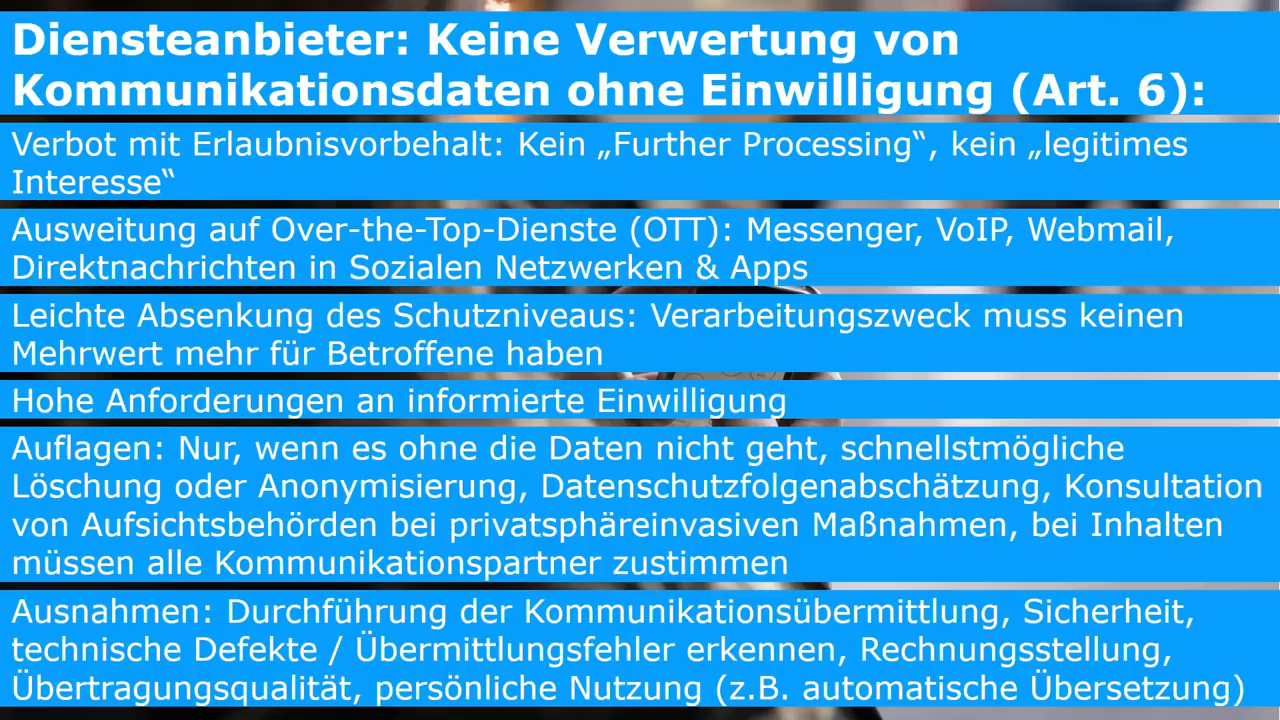 Diensteanbieter: Keine Verwertung von
Kommunikationsdaten ohne Einwilligung (Art. 6):
Verbot mit Erlaubnisvorbehalt: Kein „Further Processing“, kein „legitimes
Interesse“
Ausweitung auf Over-the-Top-Dienste (OTT): Messenger, VoIP, Webmail,
Direktnachrichten in Sozialen Netzwerken & Apps
Leichte Absenkung des Schutzniveaus: Verarbeitungszweck muss keinen
Mehrwert mehr für Betroffene haben
Hohe Anforderungen an informierte Einwilligung
Auflagen: Nur, wenn es ohne die Daten nicht geht, schnellstmögliche
Löschung oder Anonymisierung, Datenschutzfolgenabschätzung, Konsultation
von Aufsichtsbehörden bei privatsphäreinvasiven Maßnahmen, bei Inhalten
müssen alle Kommunikationspartner zustimmen
Ausnahmen: Durchführung der Kommunikationsübermittlung, Sicherheit,
technische Defekte / Übermittlungsfehler erkennen, Rechnungsstellung,
Übertragungsqualität, persönliche Nutzung (z.B. automatische Übersetzung)